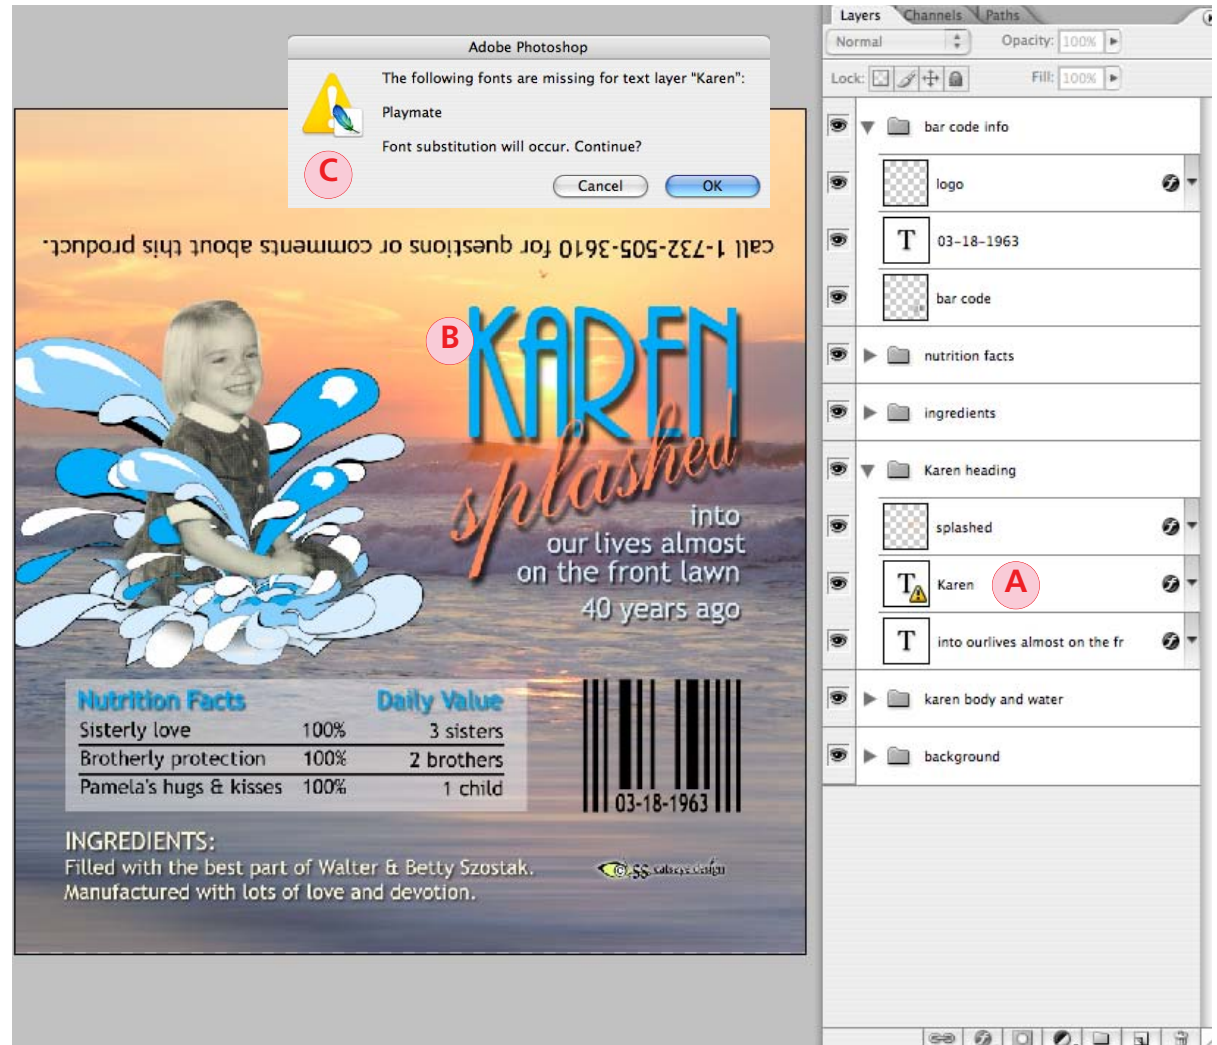 Layers Channels Paths
Adobe Photoshop
Normal Opacity: 100%
The following fonts are missing for text layer “Karen”:
Lock: Fill: 100%
Playmate
Font substitution will occur. Continue?
C
Cancel OK
call 1-732-505-3610 for questions or comments about this product.
B
KAREN
splashed
into
our lives almost
on the front lawn
40 years ago
Nutrition Facts Daily Value
Sisterly love 100% 3 sisters
Brotherly protection 100% 2 brothers
Pamela's hugs & kisses 100% 1 child
03-18-1963
INGREDIENTS:
Filled with the best part of Walter & Betty Szostak.
Manufactured with lots of love and devotion.
© SS catseye design
bar code info
logo
T 03-18-1963
bar code
nutrition facts
ingredients
Karen heading
splashed
T Karen A
T into ourlives almost on the fr
karen body and water
background